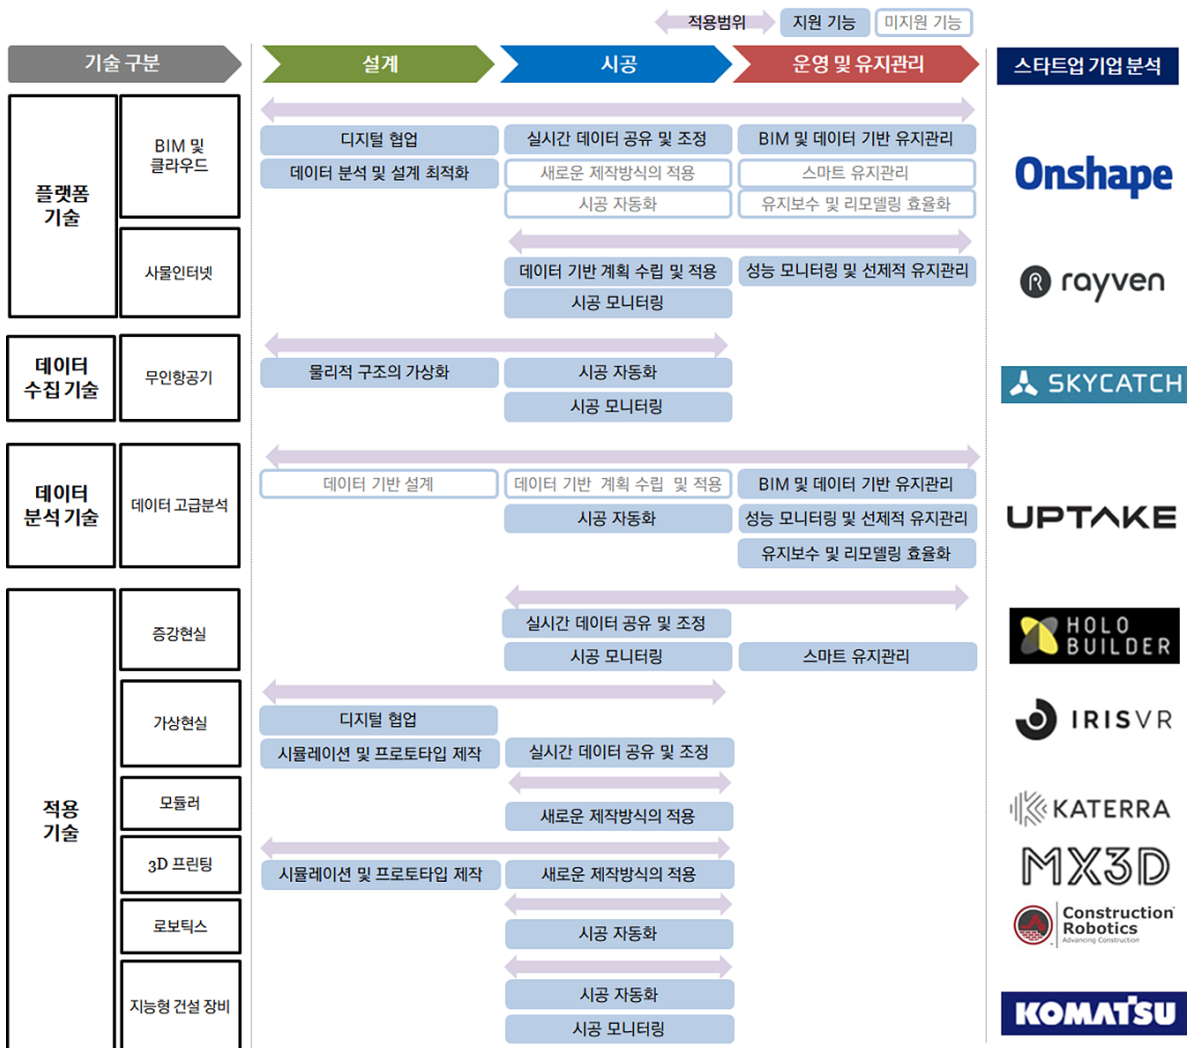 적용범위 지원 기능 미지원 기능
기술 구분 설계 시공 운영 및 유지관리 스타트업 기업 분석
플랫폼
기술
BIM 및
클라우드
디지털 협업 실시간 데이터 공유 및 조정 BIM 및 데이터 기반 유지관리
데이터 분석 및 설계 최적화 새로운 제작방식의 적용 스마트 유지관리
시공 자동화 유지보수 및 리모델링 효율화
Onshape
사물인터넷
데이터 기반 계획 수립 및 적용 성능 모니터링 및 선제적 유지관리
시공 모니터링
rayven
데이터
수집 기술
무인항공기
물리적 구조의 가상화 시공 자동화
시공 모니터링
SKYCATCH
데이터
분석 기술
데이터 고급분석
데이터 기반 설계 데이터 기반 계획 수립 및 적용 BIM 및 데이터 기반 유지관리
시공 자동화 성능 모니터링 및 선제적 유지관리
유지보수 및 리모델링 효율화
UPTAKE
적용
기술
증강현실
실시간 데이터 공유 및 조정
시공 모니터링 스마트 유지관리
HOLO
BUILDER
가상현실
디지털 협업
시뮬레이션 및 프로토타입 제작 실시간 데이터 공유 및 조정
IRISVR
모듈러
새로운 제작방식의 적용
KATERRA
3D 프린팅
시뮬레이션 및 프로토타입 제작 새로운 제작방식의 적용
MX3D
로보틱스
시공 자동화
Construction
Robotics
Advancing Construction
지능형 건설 장비
시공 자동화
시공 모니터링
KOMATSU